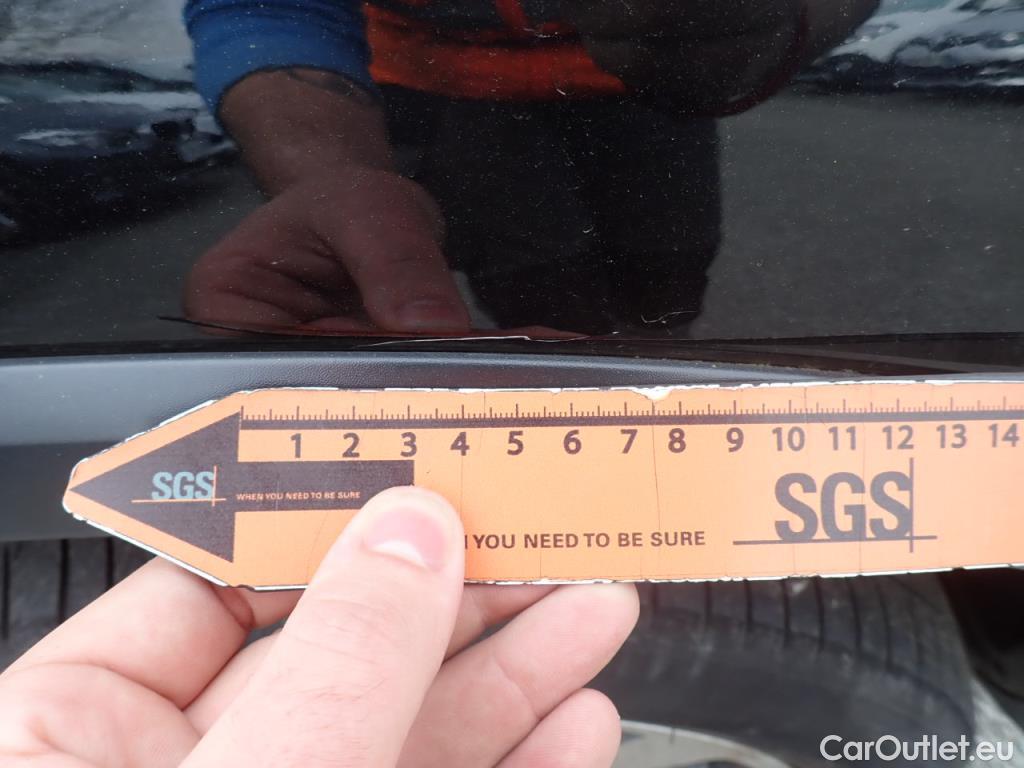 1 2 3 4 5 6 7 8 9 10 11 12 13 14
SGS
WHEN YOU NEED TO BE SURE
SGS
YOU NEED TO BE SURE
CarOutlet.eu